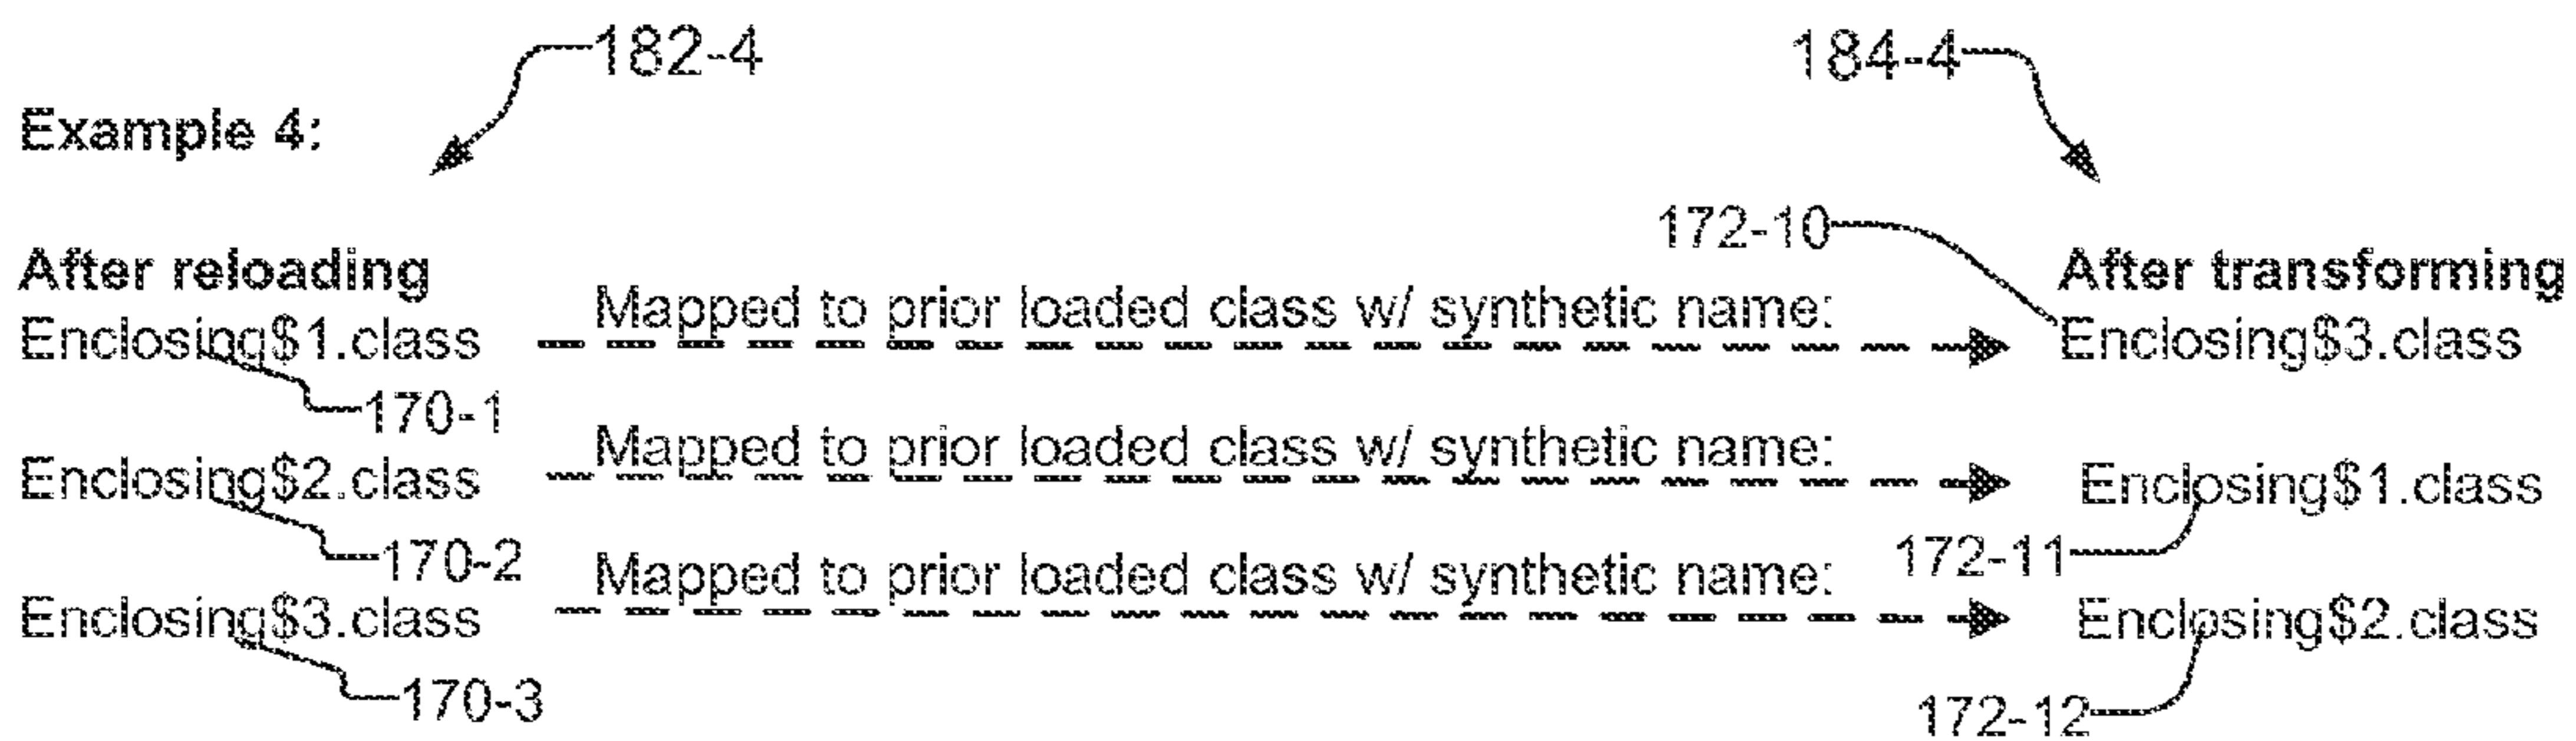 182-4
184-4
Example 4:
172-10
After reloading
After transforming
Enclosing$1.class Mapped to prior loaded class w/ synthetic name: Enclosing$3.class
170-1
Enclosing$2.class Mapped to prior loaded class w/ synthetic name: Enclosing$1.class
170-2
172-11
Enclosing$3.class Mapped to prior loaded class w/ synthetic name: Enclosing$2.class
170-3
172-12